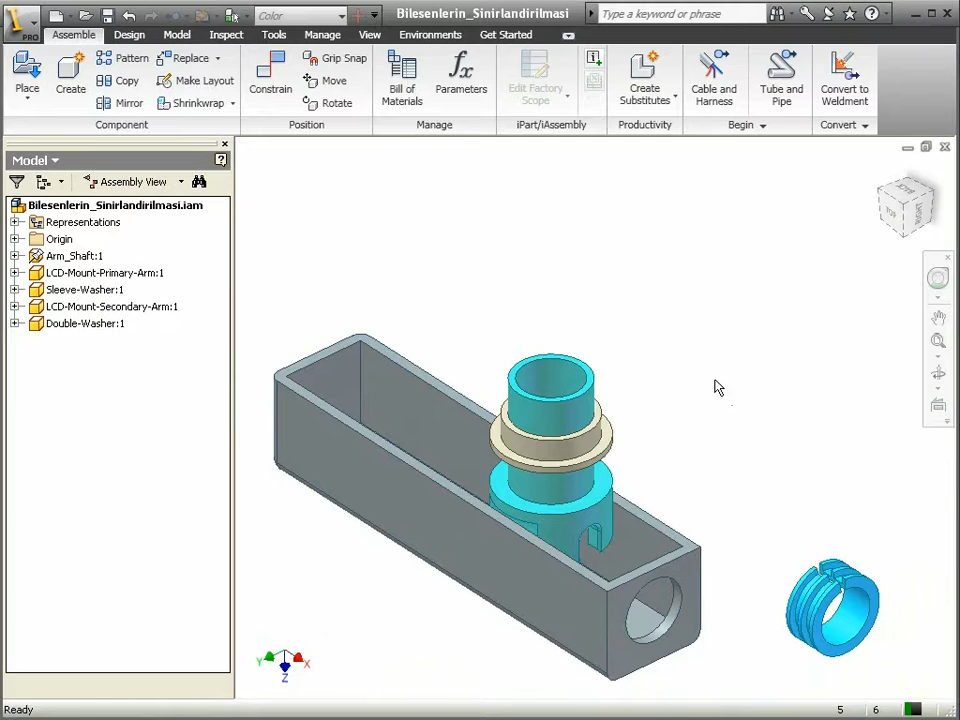 Color
Bilesenlerin_Sinirlandirilmasi
Type a keyword or phrase
PRO
Assemble Design Model Inspect Tools Manage View Environments Get Started
Place
Create
Pattern
Copy
Mirror
Replace
Make Layout
Shrinkwrap
Component
Constrain
Grip Snap
Move
Rotate
Position
Bill of
Materials
Parameters
Manage
Edit Factory
Scope
iPart/iAssembly
Create
Substitutes
Productivity
Cable and
Harness
Tube and
Pipe
Begin
Convert to
Weldment
Convert
Model
Assembly View
Bilesenlerin_Sinirlandirilmasi.iam
Representations
Origin
Arm_Shaft:1
LCD-Mount-Primary-Arm:1
Sleeve-Washer:1
LCD-Mount-Secondary-Arm:1
Double-Washer:1
BACK
TOP
RIGHT
Y
X
Z
Ready
5 6